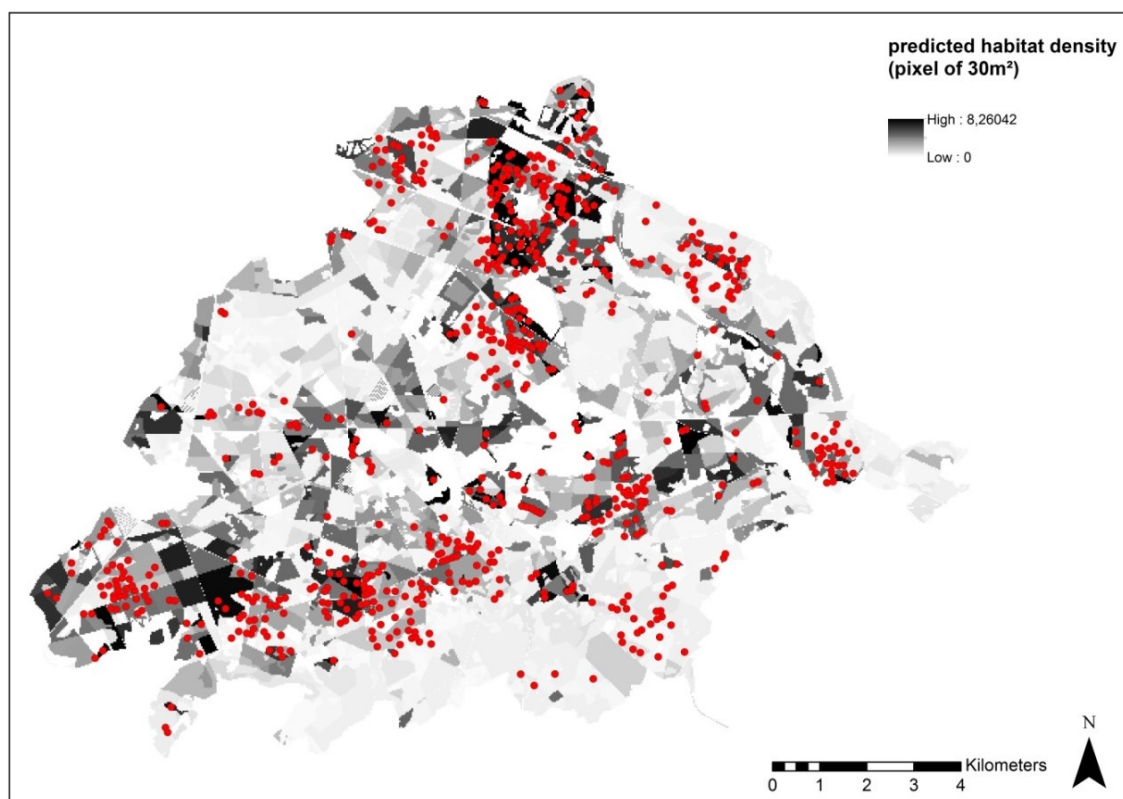 predicted habitat density
(pixel of 30m²)
High : 8,26042
Low : 0
N
Kilometers
0 1 2 3 4